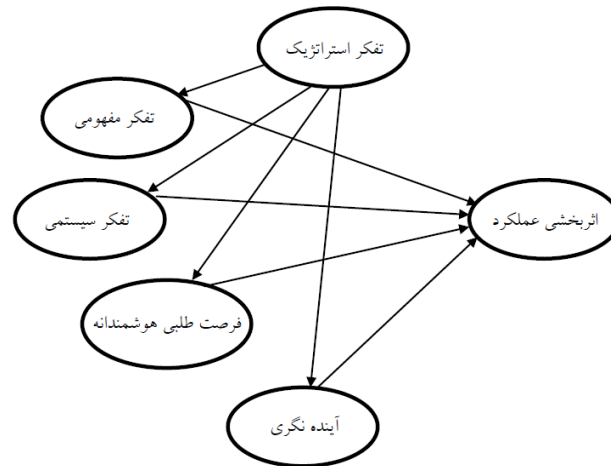 تفکر استراتژیک
تفکر مفهومی
تفکر سیستمی
اثربخشی عملکرد
فرصت طلبی هوشمندانه
آینده نگری